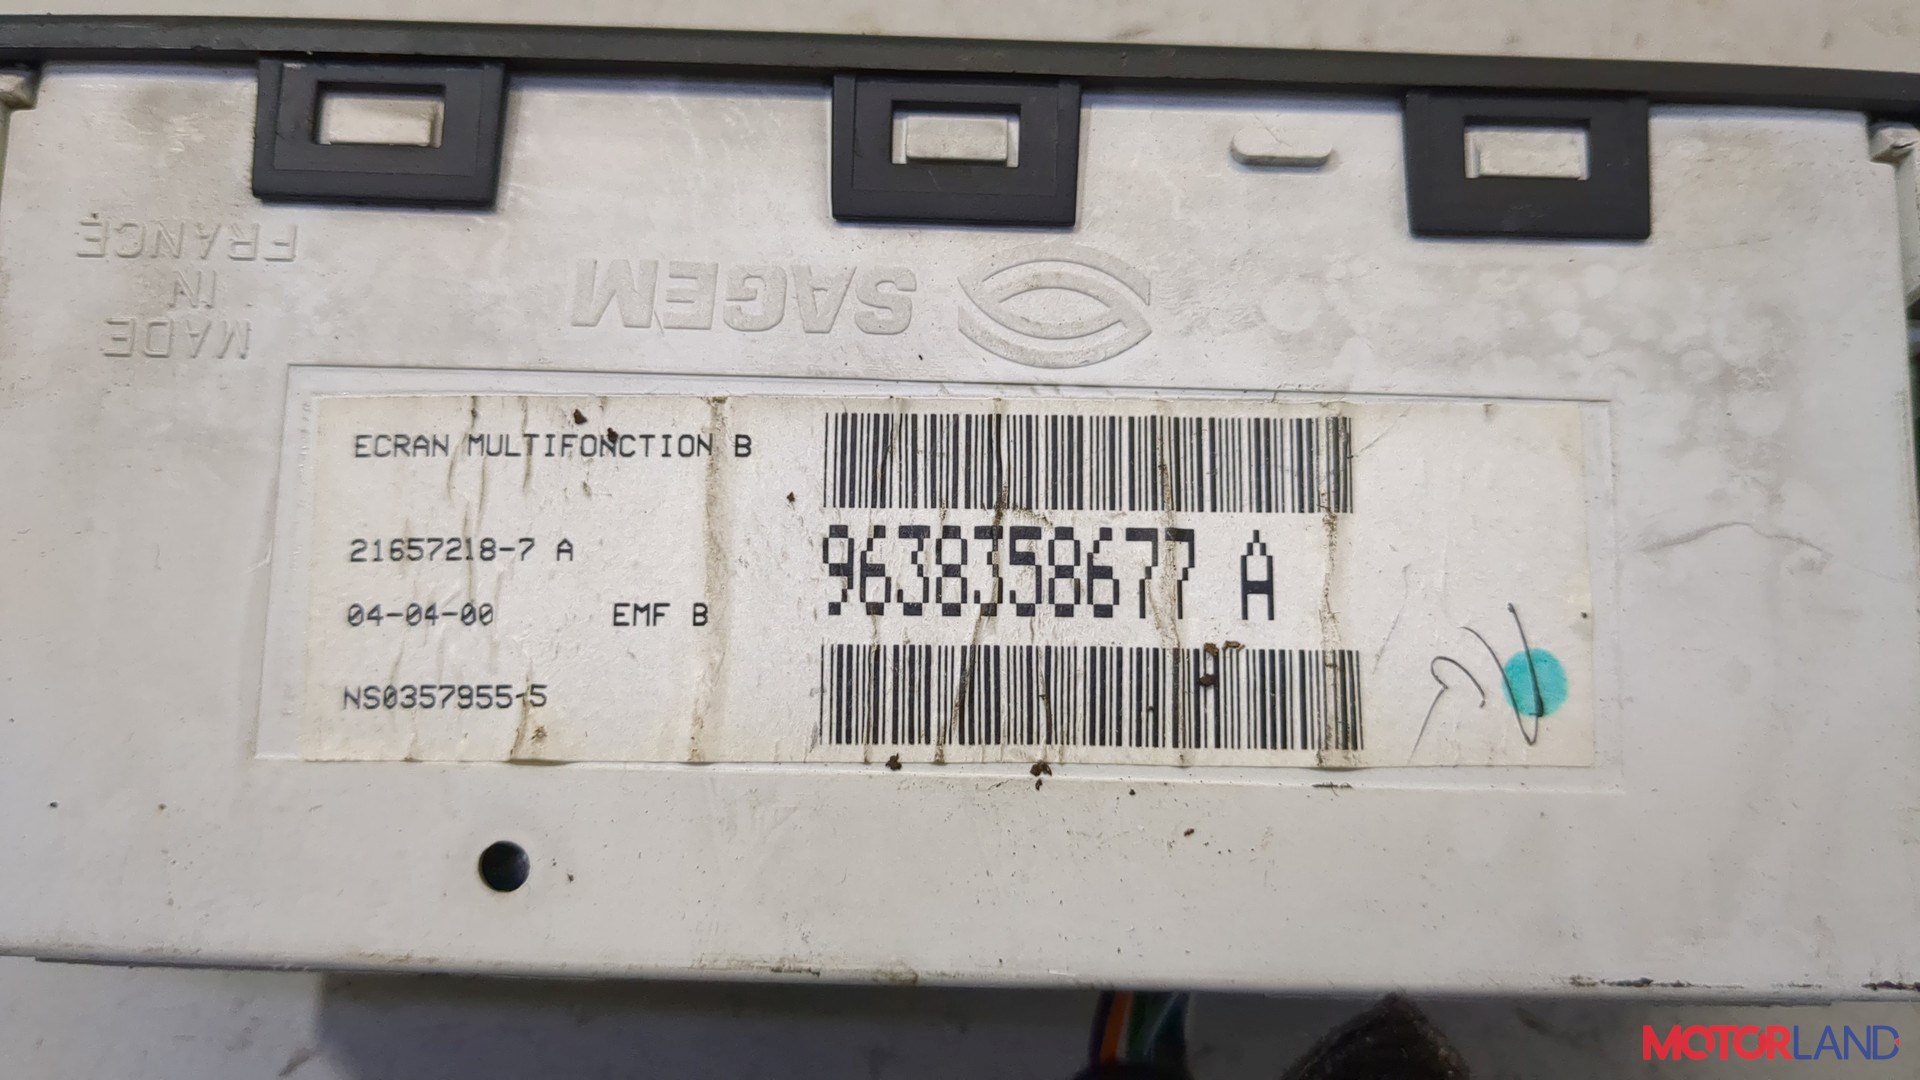 MADE
IN
FRANCE
SAGEM
ECRAN MULTIFONCTION B
21657218-7 A
04-04-00 EMF B
NS0357955-5
9638358677 A
MOTORLAND